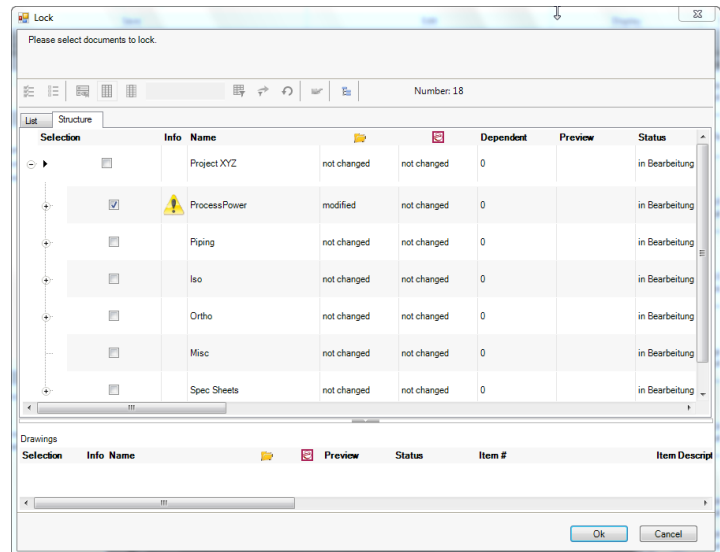 Lock
Please select documents to lock.
Number: 18
List Structure
Selection Info Name Dependent Preview Status
Project XYZ not changed not changed 0 in Bearbeitung
ProcessPower modified not changed 0 in Bearbeitung
Piping not changed not changed 0 in Bearbeitung
Iso not changed not changed 0 in Bearbeitung
Ortho not changed not changed 0 in Bearbeitung
Misc not changed not changed 0 in Bearbeitung
Spec Sheets not changed not changed 0 in Bearbeitung
Drawings
Selection Info Name Preview Status Item # Item Descript
Ok Cancel